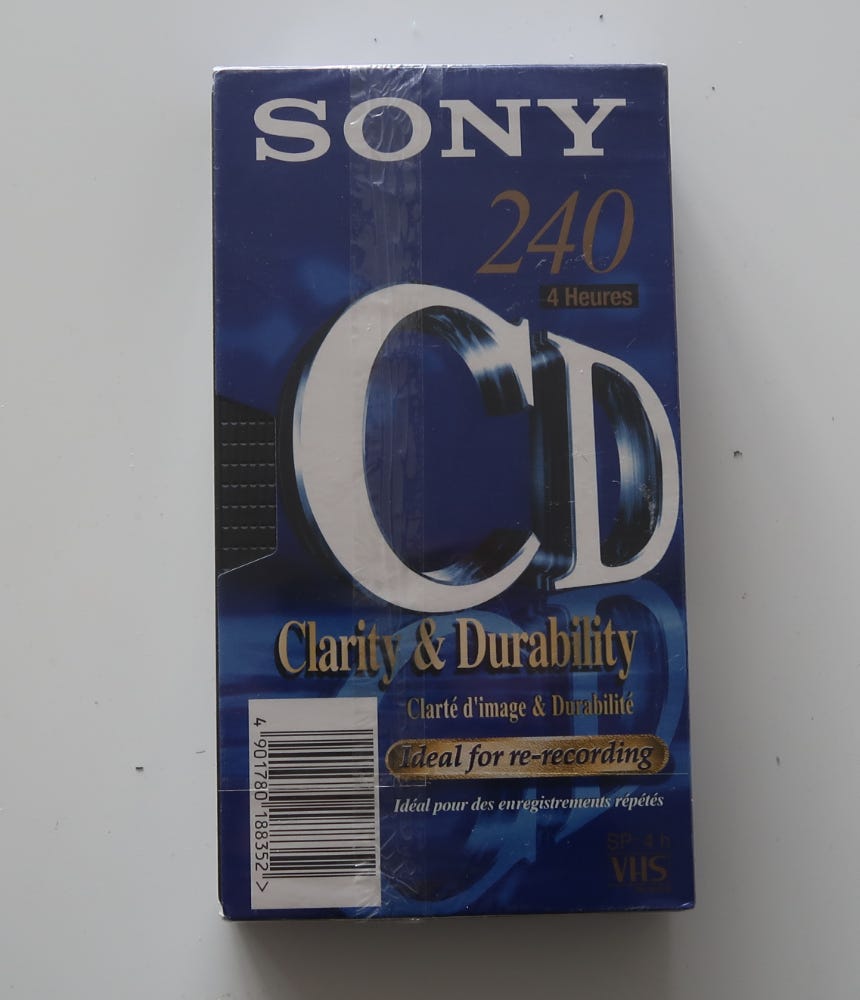 SONY
240
4 Heures
CD
Clarity & Durability
Clarté d'image & Durabilité
Ideal for re-recording
Idéal pour des enregistrements répétés
4 901780 188352 >
SP 4 h
VHS